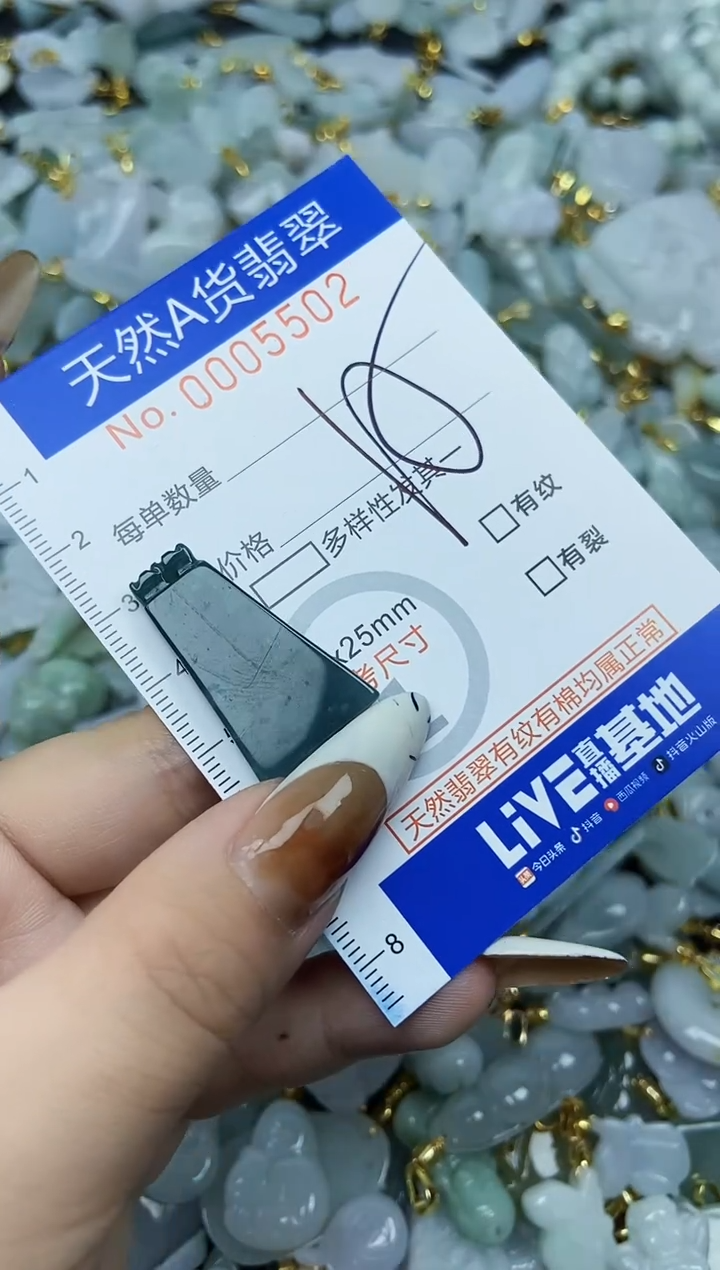 天然A货翡翠
No. 0005502
每单数量
价格
多样性发其一
有纹
有裂
x25mm
考尺寸
天然翡翠有纹有棉均属正常
LiVE直播基地
今日头条 抖音 西瓜视频 抖音火山版
1
2
3
4
8